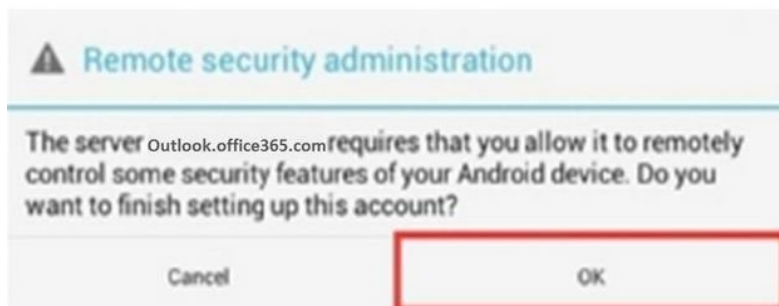 Remote security administration
The server Outlook.office365.com requires that you allow it to remotely
control some security features of your Android device. Do you
want to finish setting up this account?
Cancel OK